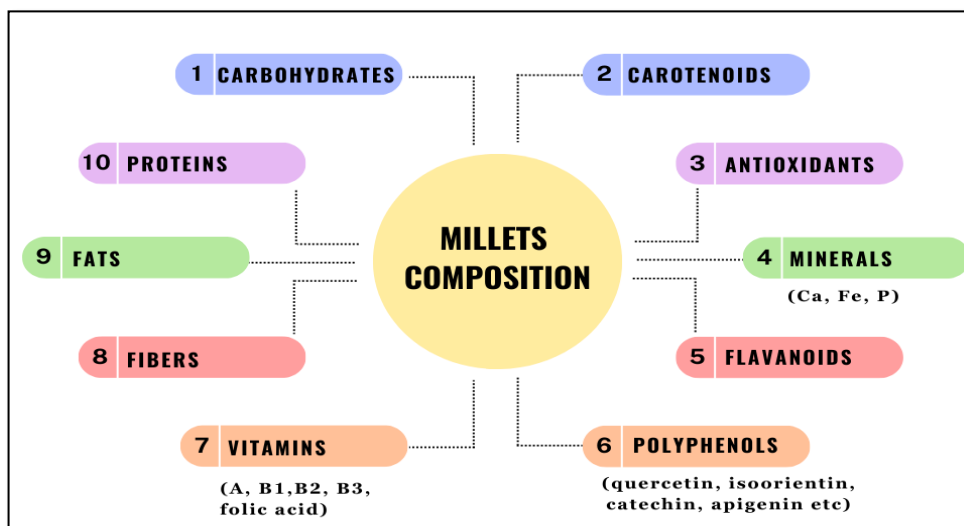 1 CARBOHYDRATES
2 CAROTENOIDS
10 PROTEINS
3 ANTIOXIDANTS
MILLETS
COMPOSITION
9 FATS
4 MINERALS
(Ca, Fe, P)
8 FIBERS
5 FLAVANOIDS
7 VITAMINS
(A, B1,B2, B3,
folic acid)
6 POLYPHENOLS
(quercetin, isoorientin,
catechin, apigenin etc)